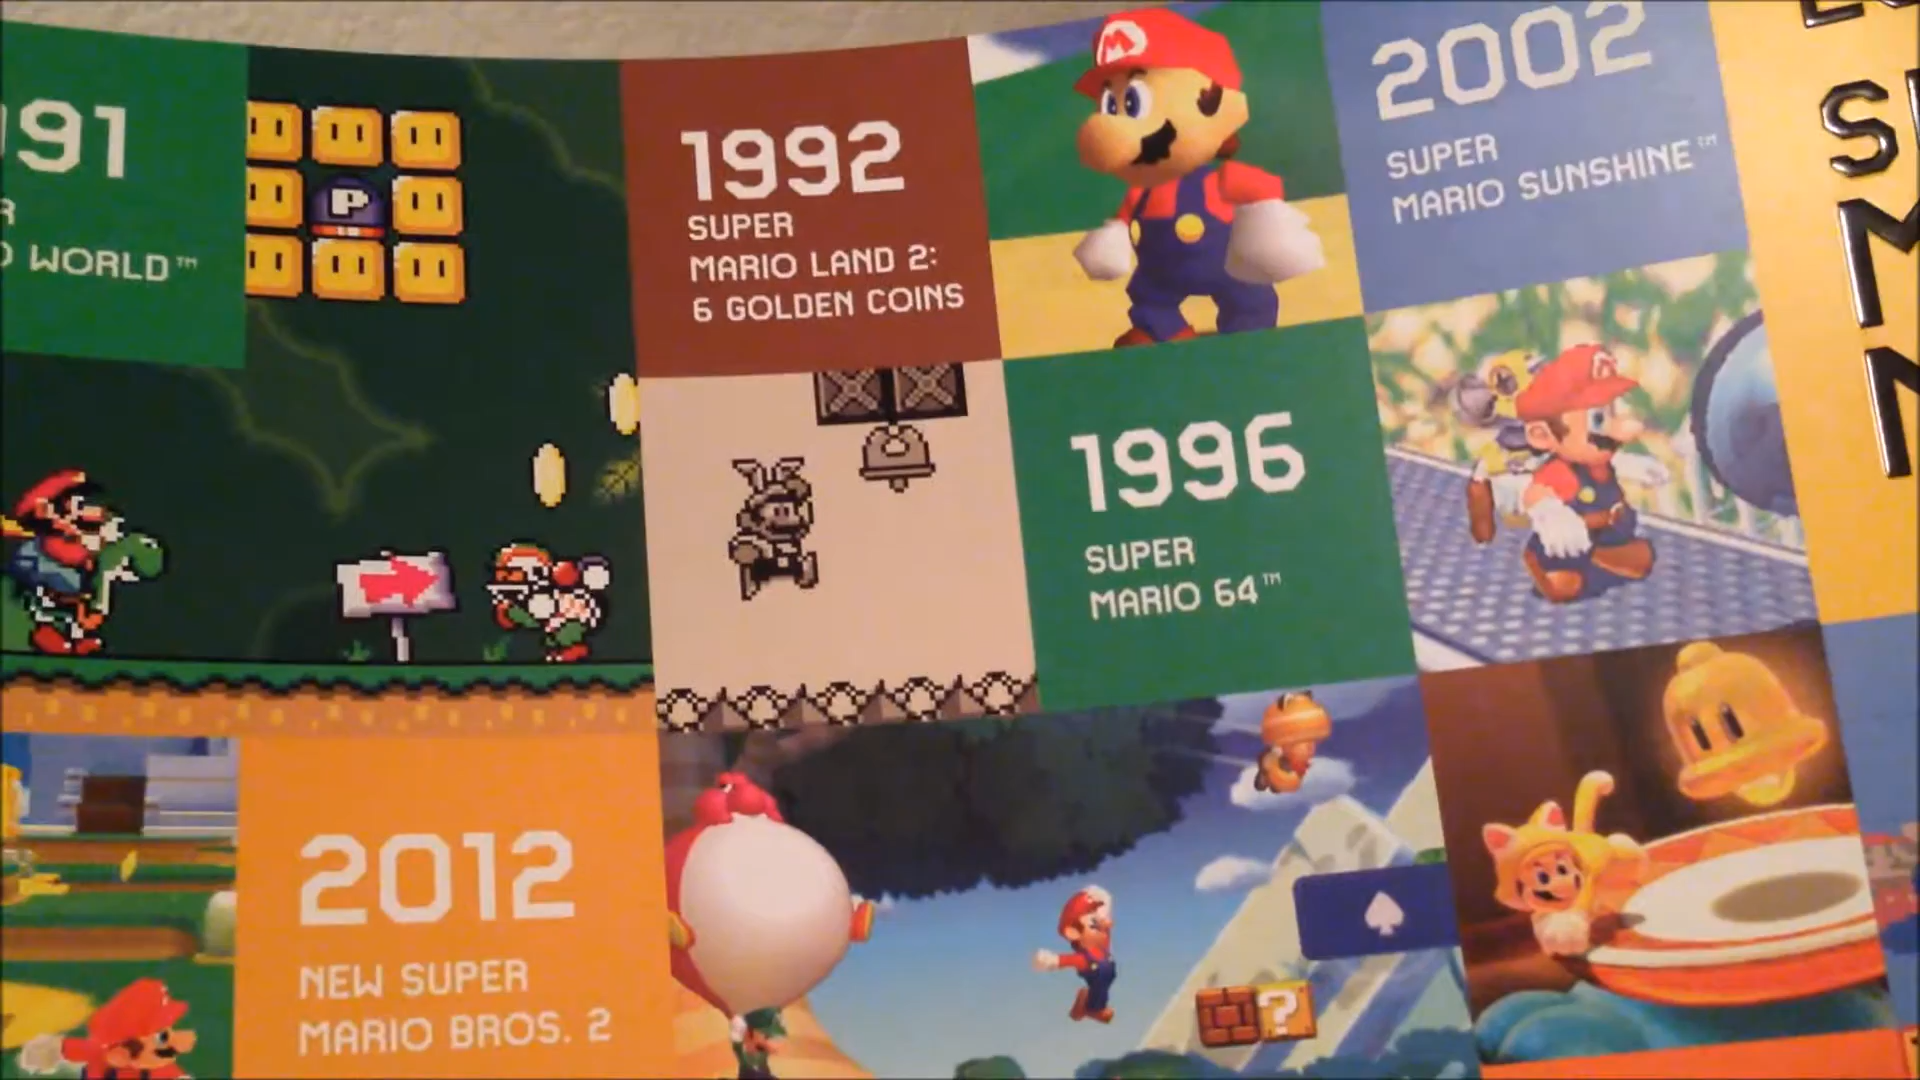 91
WORLD™
P
1992
SUPER
MARIO LAND 2:
6 GOLDEN COINS
M
2002
SUPER
MARIO SUNSHINE™
1996
SUPER
MARIO 64™
2012
NEW SUPER
MARIO BROS. 2
?